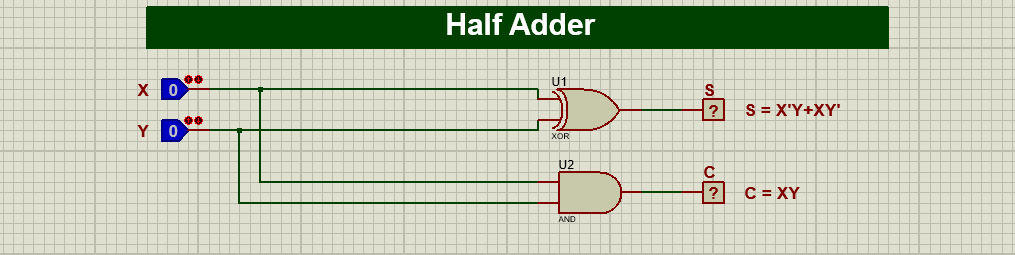 Half Adder
X 0
Y 0
U1
XOR
S
?
S = X'Y+XY'
U2
AND
C
?
C = XY